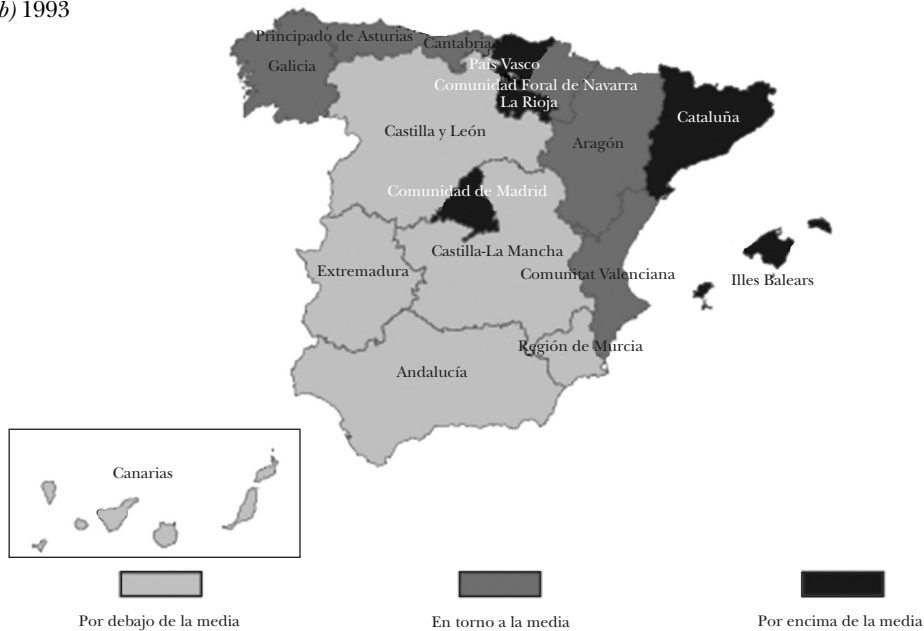 b) 1993
Principado de Asturias
Cantabria
Galicia
País Vasco
Comunidad Foral de Navarra
La Rioja
Cataluña
Castilla y León
Aragón
Comunidad de Madrid
Castilla-La Mancha
Extremadura
Comunitat Valenciana
Illes Balears
Región de Murcia
Andalucía
Canarias
Por debajo de la media
En torno a la media
Por encima de la media